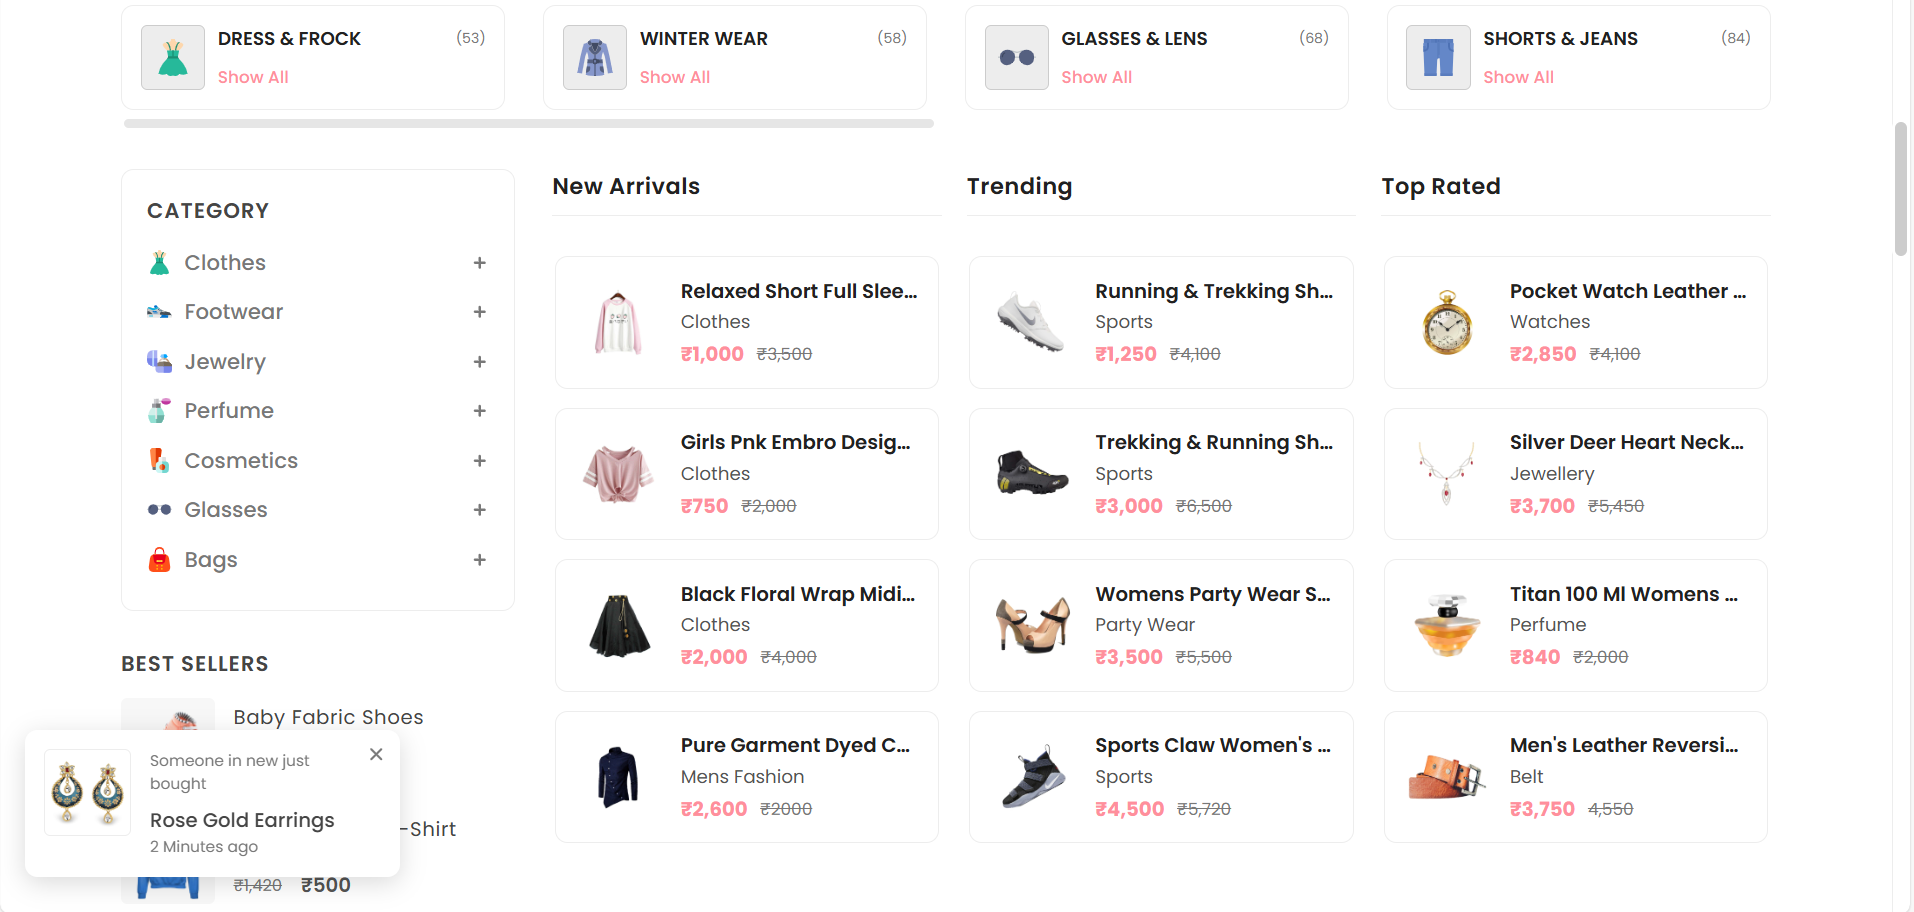 DRESS & FROCK (53)
Show All
WINTER WEAR (58)
Show All
GLASSES & LENS (68)
Show All
SHORTS & JEANS (84)
Show All
CATEGORY
Clothes +
Footwear +
Jewelry +
Perfume +
Cosmetics +
Glasses +
Bags +
BEST SELLERS
Baby Fabric Shoes
Someone in new just
bought
Rose Gold Earrings
2 Minutes ago
-Shirt
₹1,420 ₹500
New Arrivals
Relaxed Short Full Slee...
Clothes
₹1,000 ₹3,500
Girls Pnk Embro Desig...
Clothes
₹750 ₹2,000
Black Floral Wrap Midi...
Clothes
₹2,000 ₹4,000
Pure Garment Dyed C...
Mens Fashion
₹2,600 ₹2000
Trending
Running & Trekking Sh...
Sports
₹1,250 ₹4,100
Trekking & Running Sh...
Sports
₹3,000 ₹6,500
Womens Party Wear S...
Party Wear
₹3,500 ₹5,500
Sports Claw Women's ...
Sports
₹4,500 ₹5,720
Top Rated
Pocket Watch Leather ...
Watches
₹2,850 ₹4,100
Silver Deer Heart Neck...
Jewellery
₹3,700 ₹5,450
Titan 100 Ml Womens ...
Perfume
₹840 ₹2,000
Men's Leather Reversi...
Belt
₹3,750 4,550